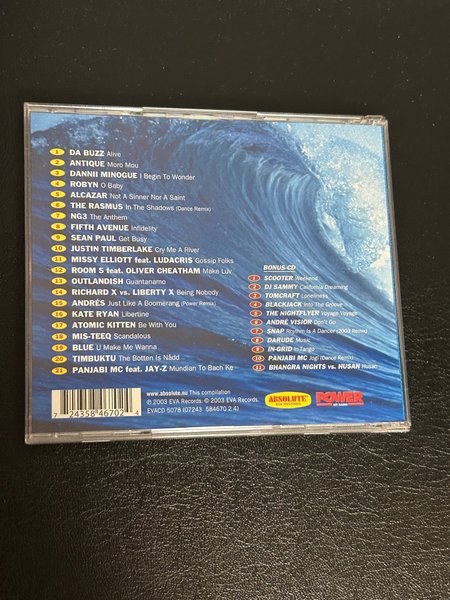 1 DA BUZZ Alive
2 ANTIQUE Moro Mou
3 DANNII MINOGUE I Begin To Wonder
4 ROBYN O Baby
5 ALCAZAR Not A Sinner Nor A Saint
6 THE RASMUS In The Shadows (Dance Remix)
7 NG3 The Anthem
8 FIFTH AVENUE Infidelity
9 SEAN PAUL Get Busy
10 JUSTIN TIMBERLAKE Cry Me A River
11 MISSY ELLIOTT feat. LUDACRIS Gossip Folks
12 ROOM 5 feat. OLIVER CHEATHAM Make Luv
13 OUTLANDISH Guantanamo
14 RICHARD X vs. LIBERTY X Being Nobody
15 ANDRÉS Just Like A Boomerang (Power Remix)
16 KATE RYAN Libertine
17 ATOMIC KITTEN Be With You
18 MIS-TEEQ Scandalous
19 BLUE U Make Me Wanna
20 TIMBUKTU The Botten Is Nådd
21 PANJABI MC feat. JAY-Z Mundian To Bach Ke
BONUS-CD
1 SCOOTER Weekend
2 DJ SAMMY California Dreaming
3 TOMCRAFT Loneliness
4 BLACKJACK Into The Groove
5 THE NIGHTFLYER Voyage Voyage
6 ANDRÉ VISIOR Don't Go
7 SNAP Rhythm Is A Dancer (2003 Remix)
8 DARUDE Music
9 IN-GRID In-Tango
10 PANJABI MC Jogi (Dance Remix)
11 BHANGRA NIGHTS vs. HUSAN Husan
7 24358 46702 4
www.absolute.nu This compilation
℗ 2003 EVA Records. © 2003 EVA Records.
EVACD 5078 (07243 584670 2 4)
ABSOLUTE
EVA RECORDS
POWER
HIT RADIO